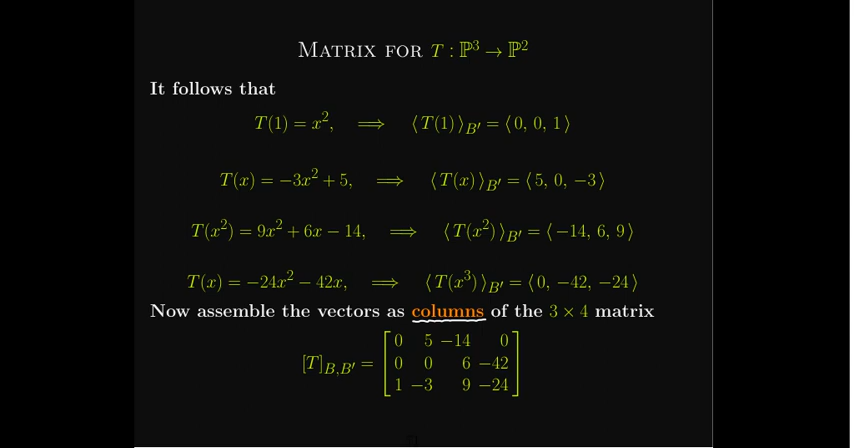 MATRIX FOR T : ℙ³ → ℙ²
It follows that
T(1) = x², ⟹ ⟨T(1)⟩_B′ = ⟨0, 0, 1⟩
T(x) = −3x² + 5, ⟹ ⟨T(x)⟩_B′ = ⟨5, 0, −3⟩
T(x²) = 9x² + 6x − 14, ⟹ ⟨T(x²)⟩_B′ = ⟨−14, 6, 9⟩
T(x) = −24x² − 42x, ⟹ ⟨T(x³)⟩_B′ = ⟨0, −42, −24⟩
Now assemble the vectors as columns of the 3 × 4 matrix
0 5 −14 0
[T]_B,B′ = 0 0 6 −42
1 −3 9 −24